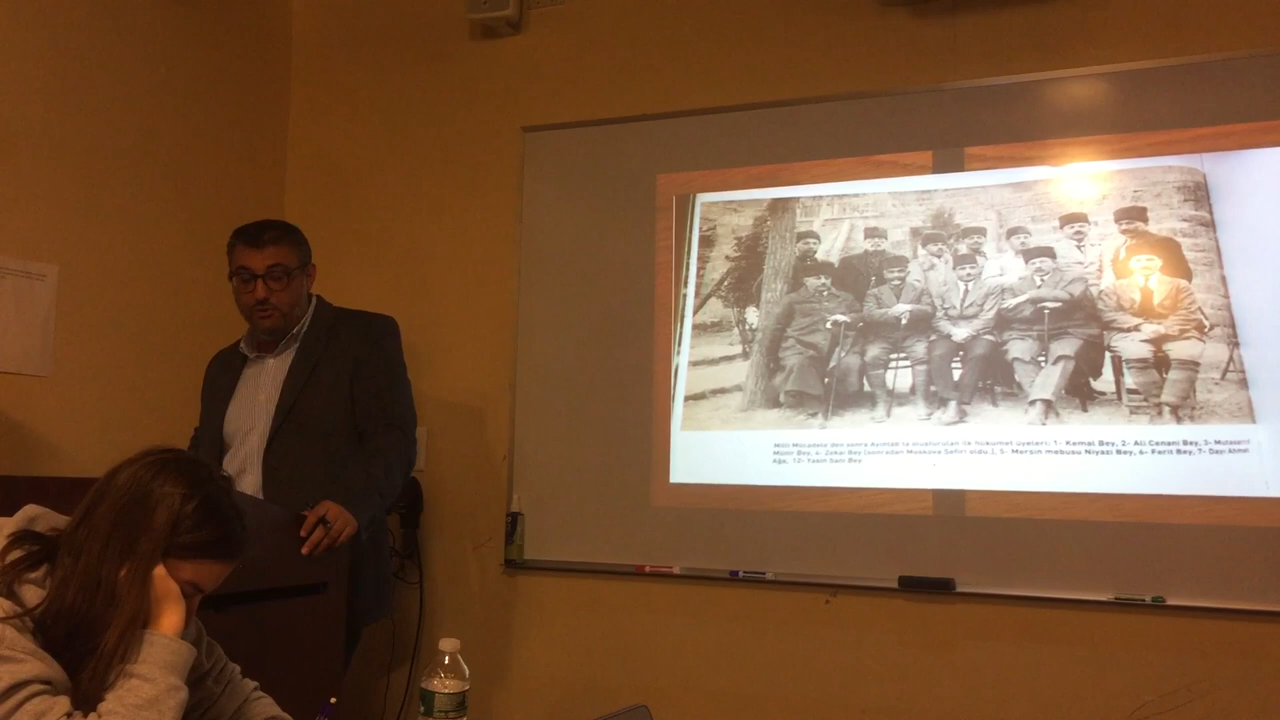 Milli Mücadele'den sonra Ayıntab'ta oluşturulan ilk hükümet üyeleri: 1- Kemal Bey, 2- Ali Cenani Bey, 3- Mutasarrıf
Münir Bey, 4- Zekai Bey (sonradan Moskova Sefiri oldu.), 5- Mersin mebusu Niyazi Bey, 6- Ferit Bey, 7- Dayı Ahmet
Ağa, 12- Yasin Sani Bey